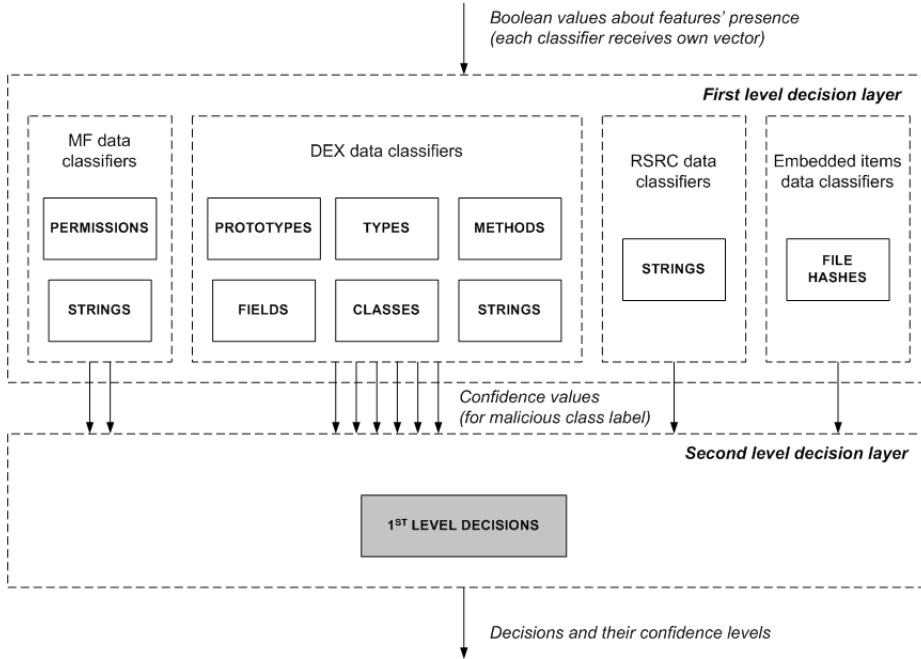 Boolean values about features' presence
(each classifier receives own vector)
First level decision layer
MF data
classifiers
PERMISSIONS
STRINGS
DEX data classifiers
PROTOTYPES
TYPES
METHODS
FIELDS
CLASSES
STRINGS
RSRC data
classifiers
STRINGS
Embedded items
data classifiers
FILE
HASHES
Confidence values
(for malicious class label)
Second level decision layer
1ST LEVEL DECISIONS
Decisions and their confidence levels